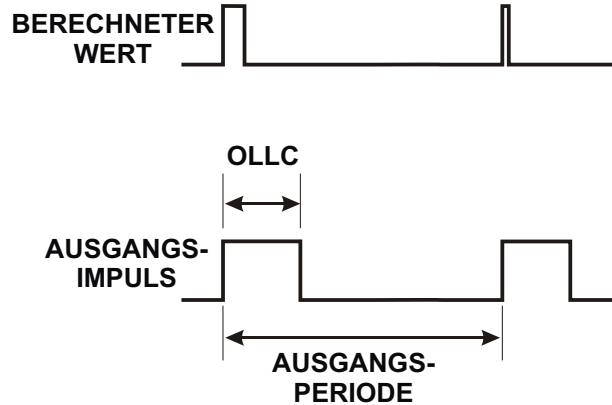 BERECHNETER
WERT
OLLC
AUSGANGS-
IMPULS
AUSGANGS-
PERIODE